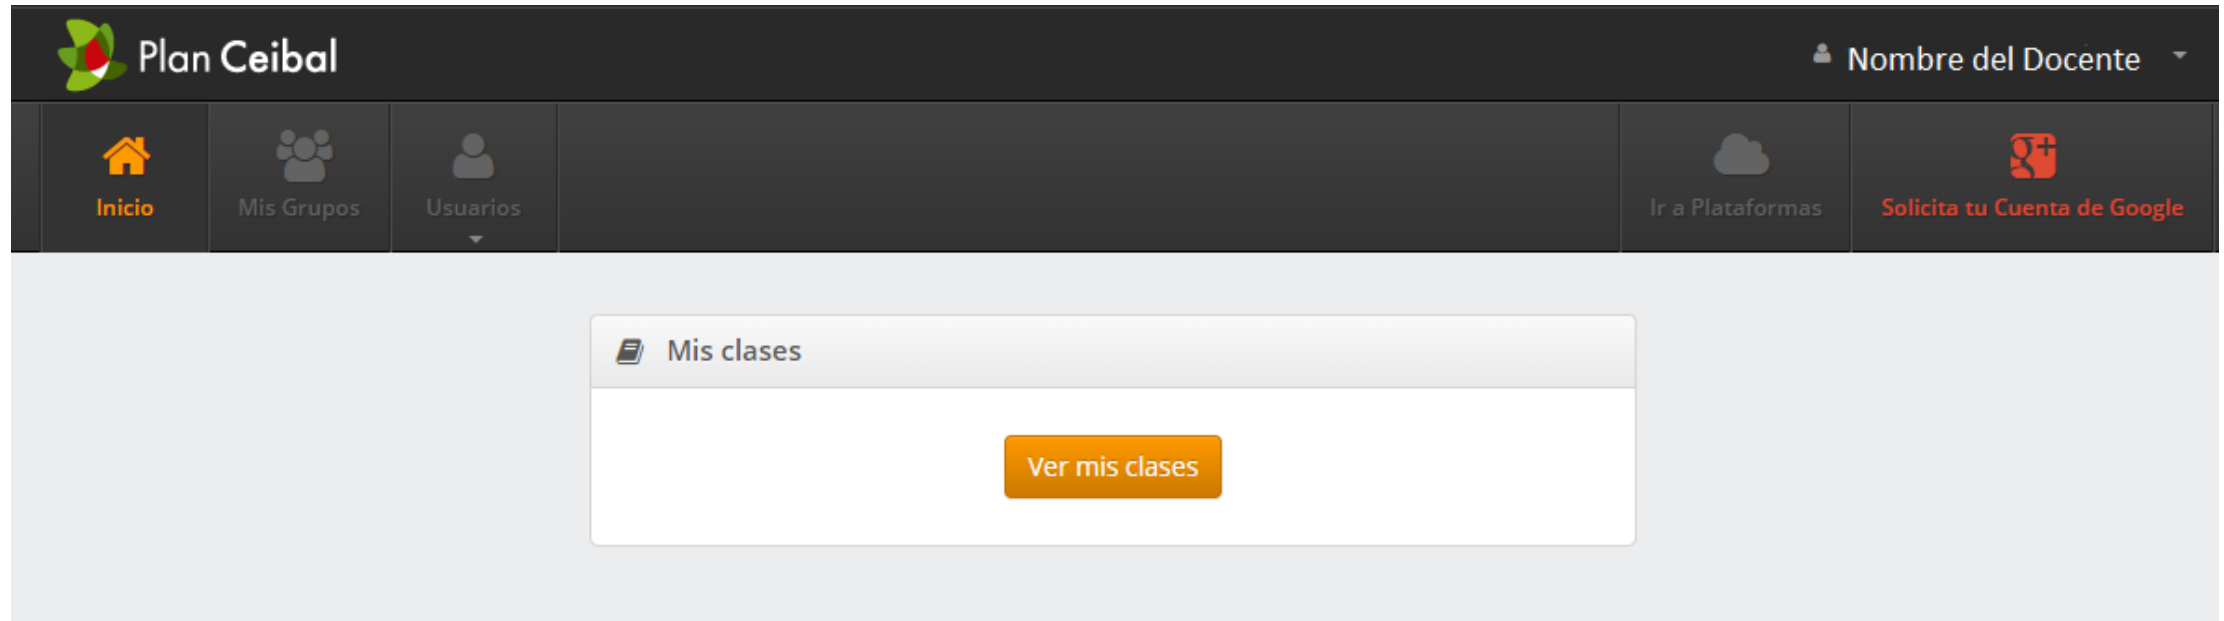 Plan Ceibal
Nombre del Docente
Inicio
Mis Grupos
Usuarios
Ir a Plataformas
g+
Solicita tu Cuenta de Google
Mis clases
Ver mis clases